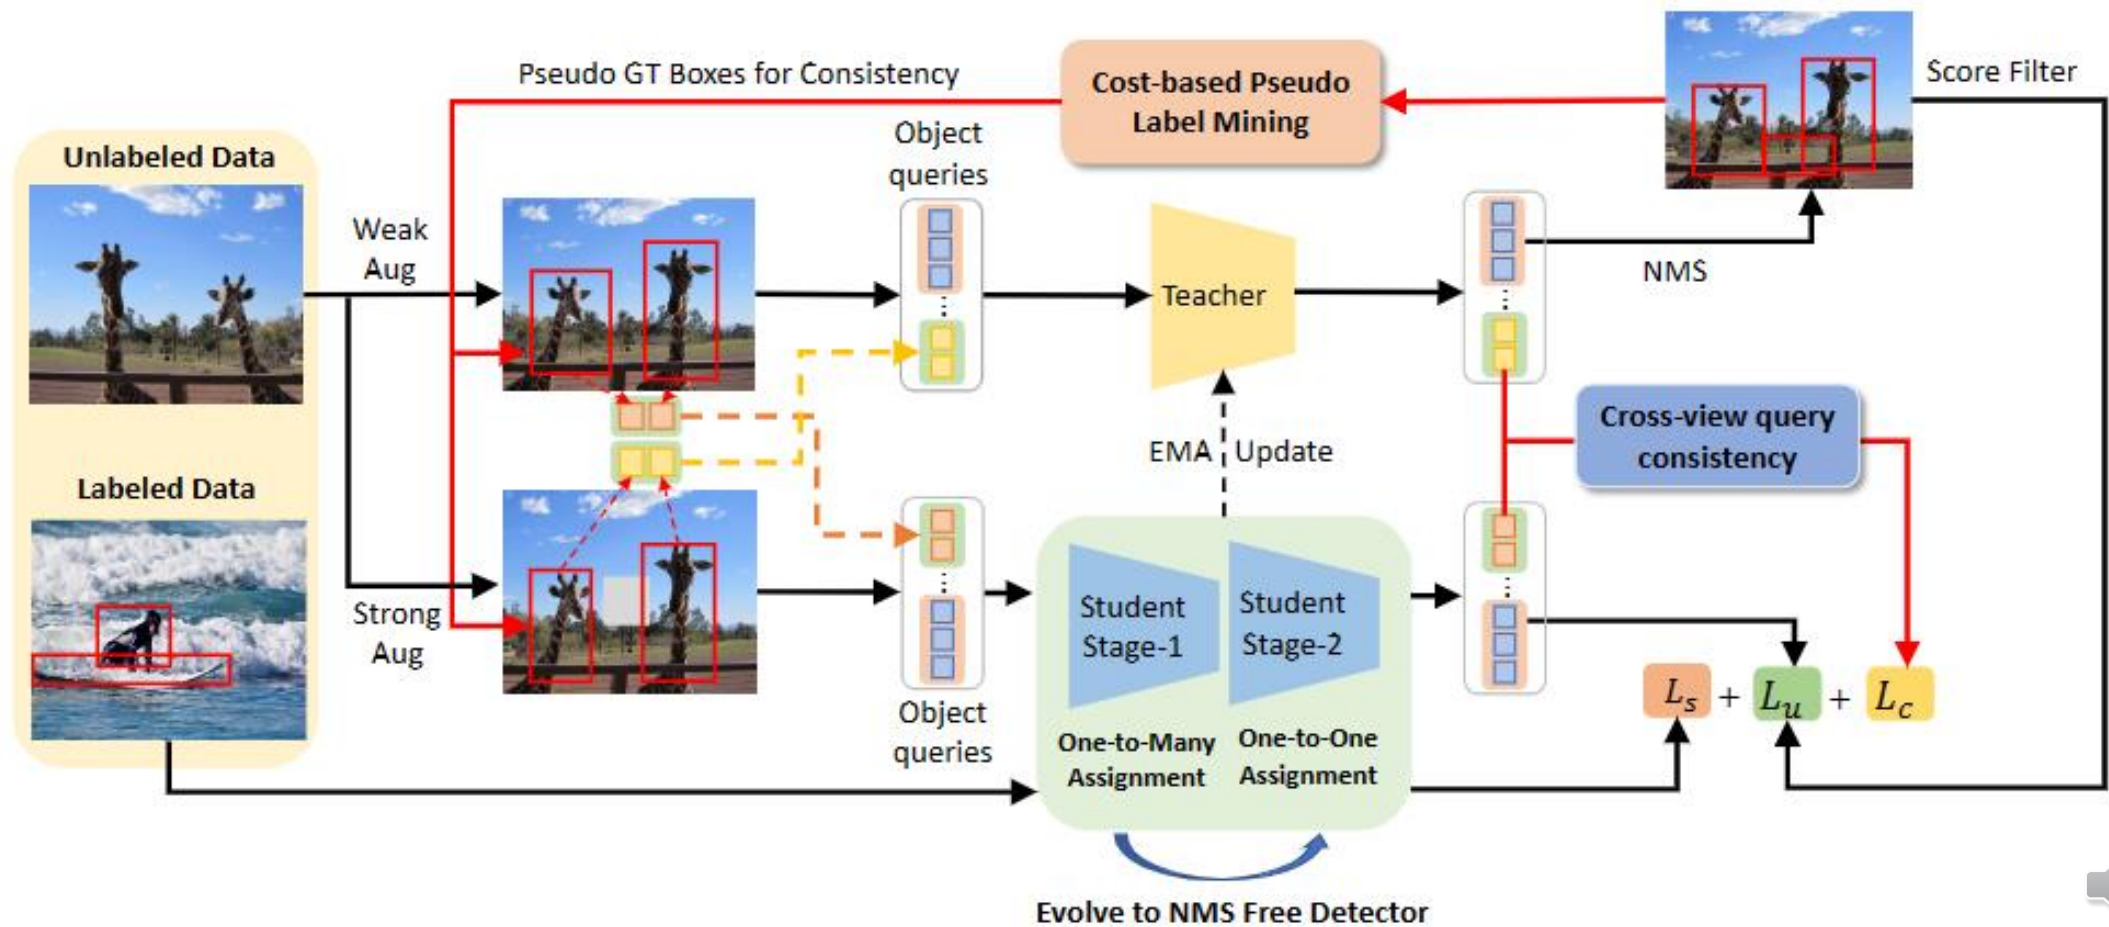 Pseudo GT Boxes for Consistency
Cost-based Pseudo
Label Mining
Score Filter
Object
queries
Unlabeled Data
Weak
Aug
Teacher
NMS
EMA Update
Cross-view query
consistency
Labeled Data
Strong
Aug
Student
Stage-1
Student
Stage-2
Object
queries
One-to-Many
Assignment
One-to-One
Assignment
L_s + L_u + L_c
Evolve to NMS Free Detector